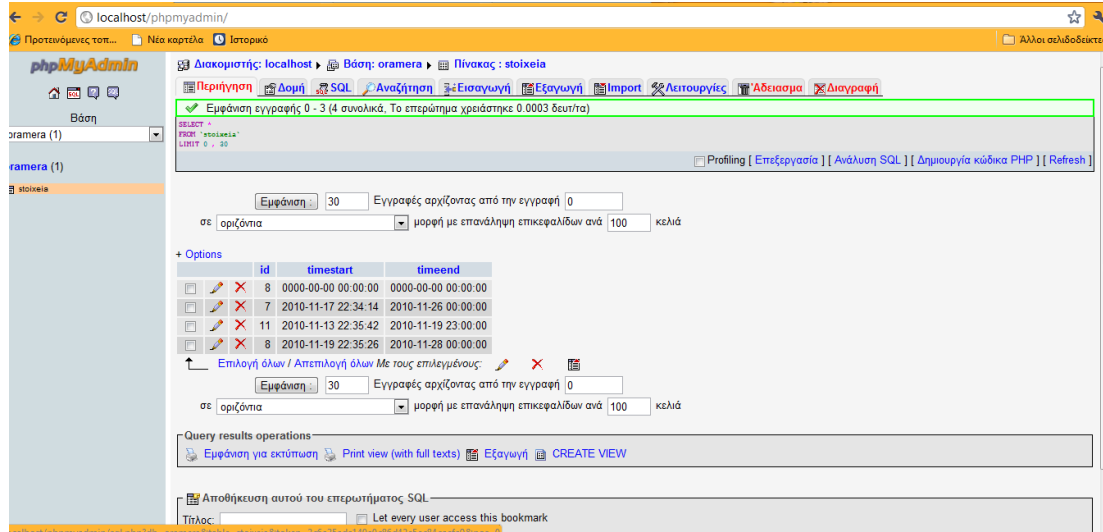 localhost/phpmyadmin/
Προτεινόμενες τοπ... Νέα καρτέλα Ιστορικό Άλλοι σελιδοδείκτε
phpMyAdmin
Βάση
oramera (1)
oramera (1)
stoixeia
Διακομιστής: localhost ▸ Βάση: oramera ▸ Πίνακας : stoixeia
Περιήγηση Δομή SQL Αναζήτηση Εισαγωγή Εξαγωγή Import Λειτουργίες Άδειασμα Διαγραφή
Εμφάνιση εγγραφής 0 - 3 (4 συνολικά, Το επερώτημα χρειάστηκε 0.0003 δευτ/τα)
SELECT *
FROM `stoixeia`
LIMIT 0 , 30
Profiling [ Επεξεργασία ] [ Ανάλυση SQL ] [ Δημιουργία κώδικα PHP ] [ Refresh ]
Εμφάνιση : 30 Εγγραφές αρχίζοντας από την εγγραφή 0
σε οριζόντια μορφή με επανάληψη επικεφαλίδων ανά 100 κελιά
+ Options
id timestart timeend
8 0000-00-00 00:00:00 0000-00-00 00:00:00
7 2010-11-17 22:34:14 2010-11-26 00:00:00
11 2010-11-13 22:35:42 2010-11-19 23:00:00
8 2010-11-19 22:35:26 2010-11-28 00:00:00
Επιλογή όλων / Απεπιλογή όλων Με τους επιλεγμένους:
Εμφάνιση : 30 Εγγραφές αρχίζοντας από την εγγραφή 0
σε οριζόντια μορφή με επανάληψη επικεφαλίδων ανά 100 κελιά
Query results operations
Εμφάνιση για εκτύπωση Print view (with full texts) Εξαγωγή CREATE VIEW
Αποθήκευση αυτού του επερωτήματος SQL
Τίτλος: Let every user access this bookmark